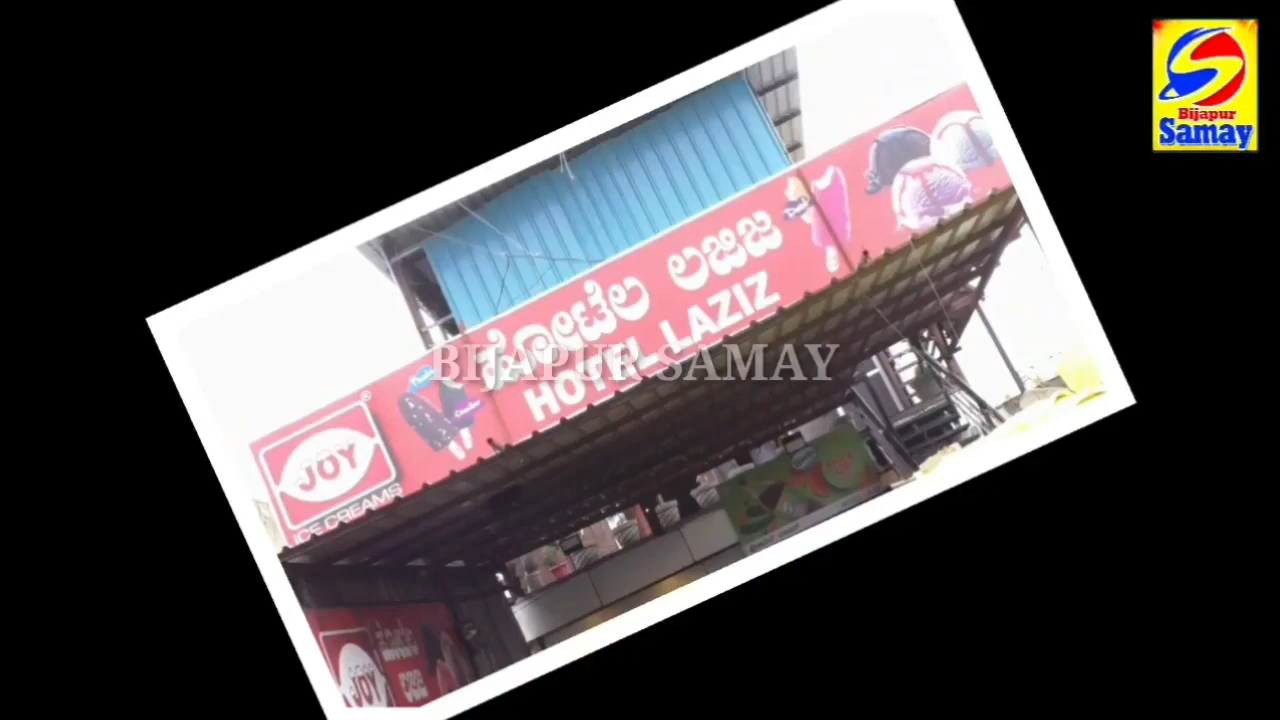 Bijapur
Samay
ಹೋಟೆಲ ಲಜಿಜ
HOTEL LAZIZ
BIJAPUR SAMAY
JOY
®
ICE CREAMS
JOY